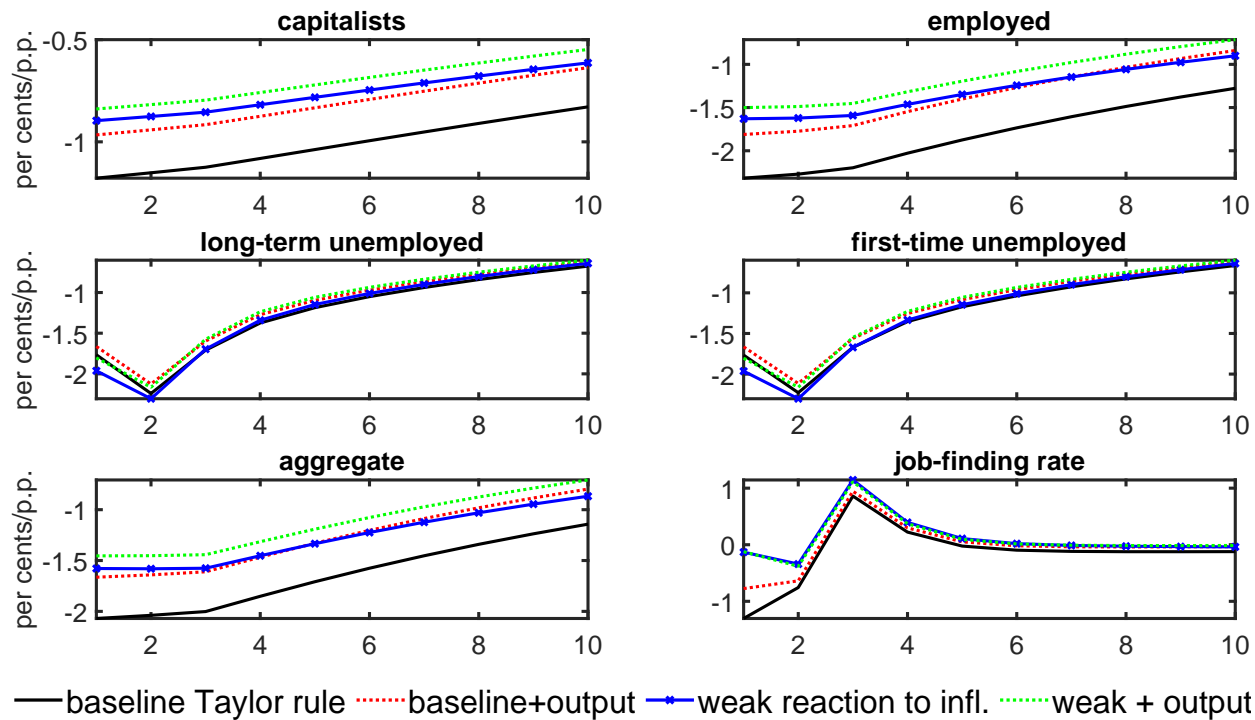 capitalists
employed
per cents/p.p.
-0.5
-1
2 4 6 8 10
-1
-1.5
-2
2 4 6 8 10
long-term unemployed
first-time unemployed
-1
-1.5
-2
2 4 6 8 10
-1
-1.5
-2
2 4 6 8 10
aggregate
job-finding rate
per cents/p.p.
-1
-1.5
-2
2 4 6 8 10
1
0
-1
2 4 6 8 10
baseline Taylor rule baseline+output weak reaction to infl. weak + output